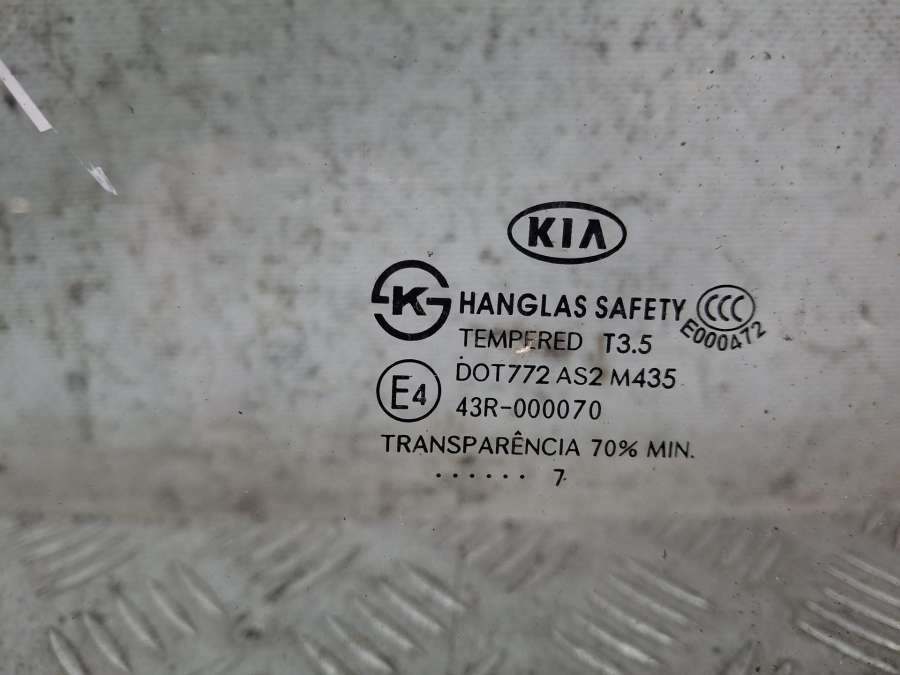 KIA
K HANGLAS SAFETY CCC
E000472
TEMPERED T3.5
DOT772 AS2 M435
E4 43R-000070
TRANSPARÊNCIA 70% MIN.
...... 7